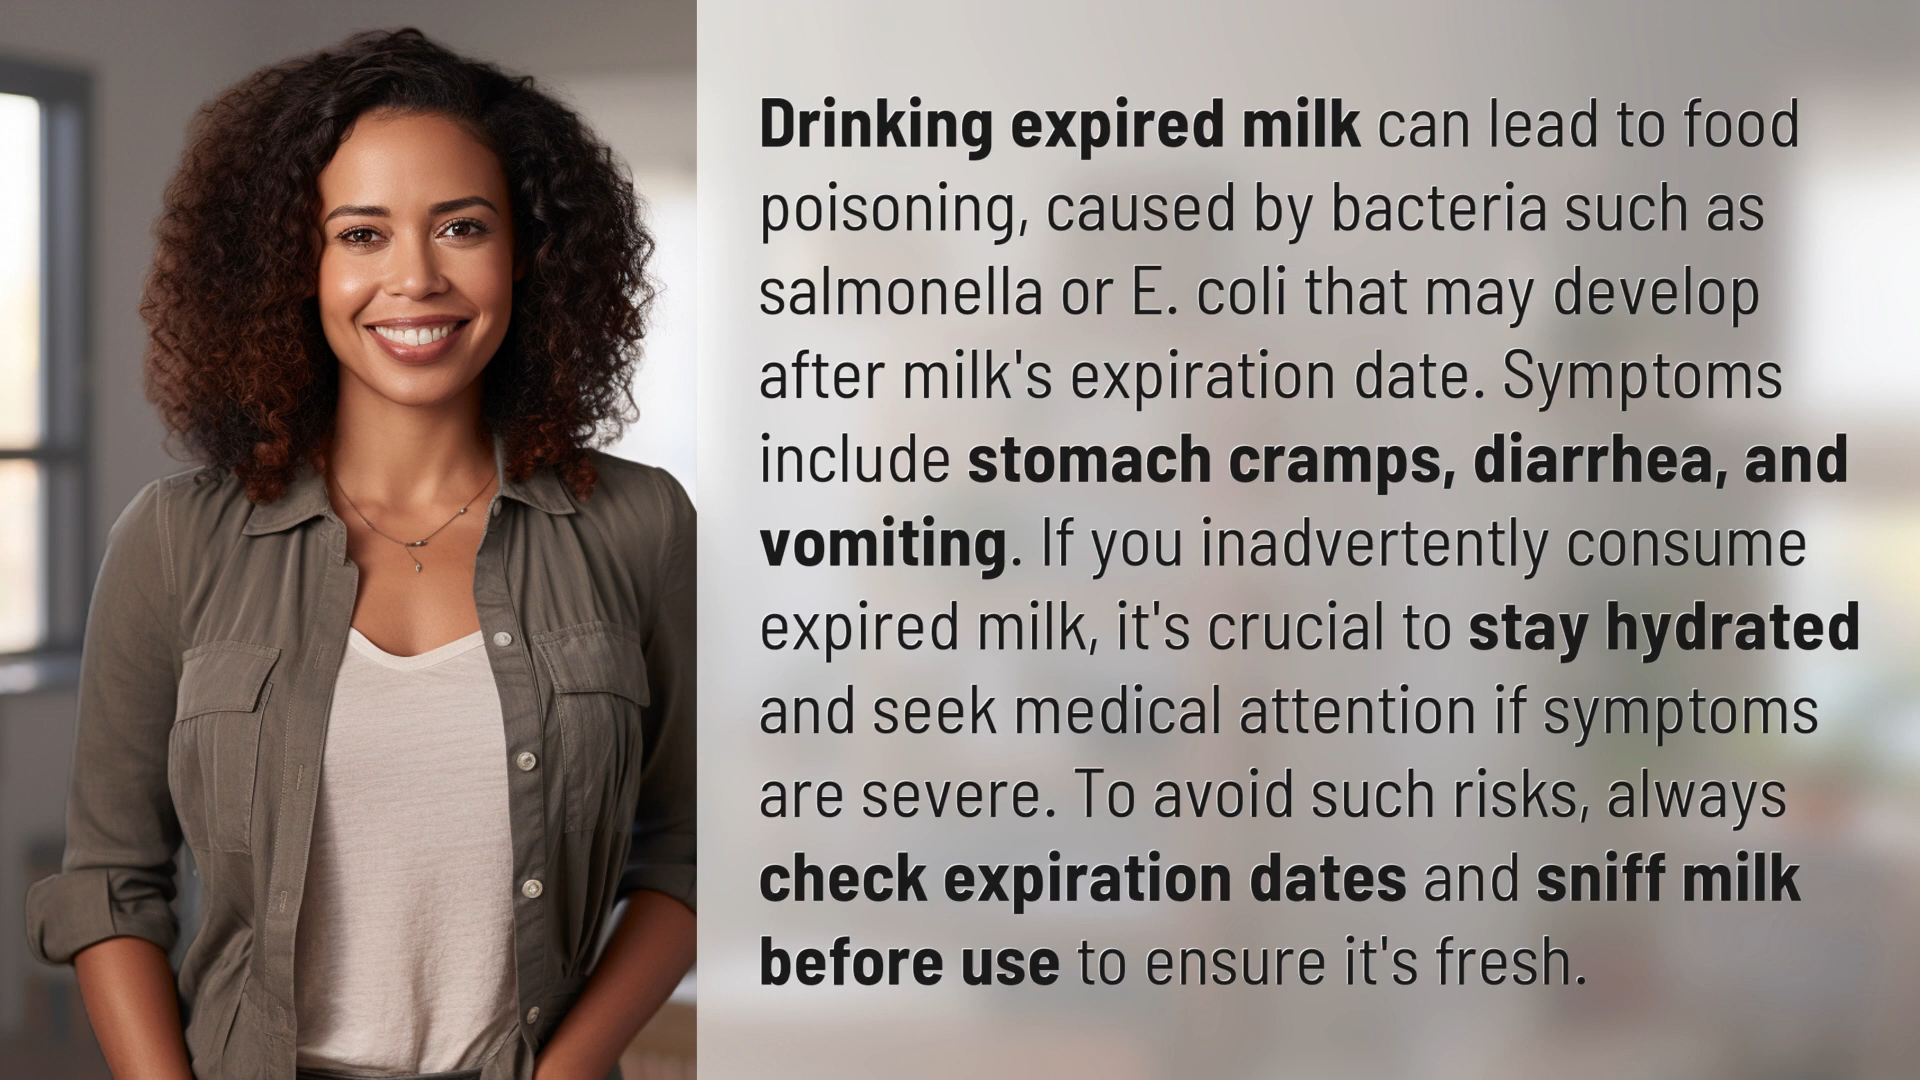 Drinking expired milk can lead to food
poisoning, caused by bacteria such as
salmonella or E. coli that may develop
after milk's expiration date. Symptoms
include stomach cramps, diarrhea, and
vomiting. If you inadvertently consume
expired milk, it's crucial to stay hydrated
and seek medical attention if symptoms
are severe. To avoid such risks, always
check expiration dates and sniff milk
before use to ensure it's fresh.